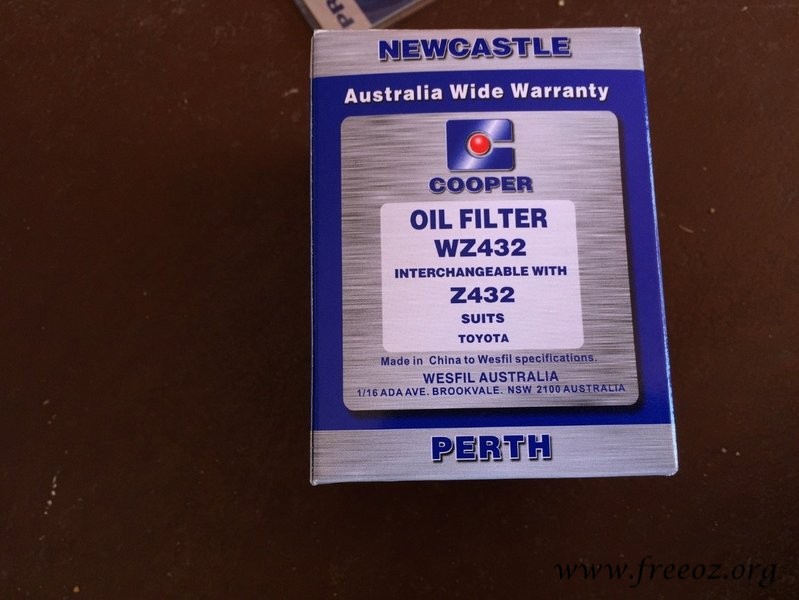 PR
NEWCASTLE
Australia Wide Warranty
COOPER
OIL FILTER
WZ432
INTERCHANGEABLE WITH
Z432
SUITS
TOYOTA
Made in China to Wesfil specifications.
WESFIL AUSTRALIA
1/16 ADA AVE. BROOKVALE. NSW 2100 AUSTRALIA
PERTH
www.freeoz.org